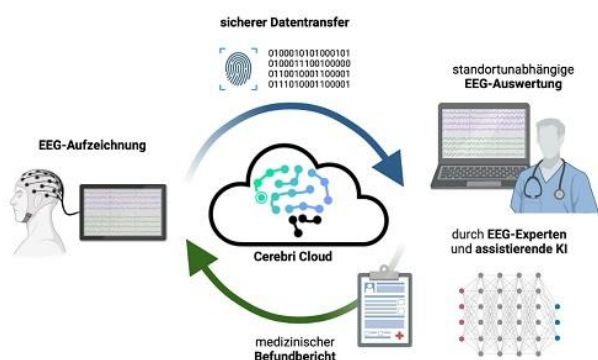 sicherer Datentransfer
0100010101000101
0100011100100000
0110010001100001
0111010001100001
standortunabhängige
EEG-Auswertung
EEG-Aufzeichnung
durch EEG-Experten
und assistierende KI
Cerebri Cloud
medizinischer
Befundbericht